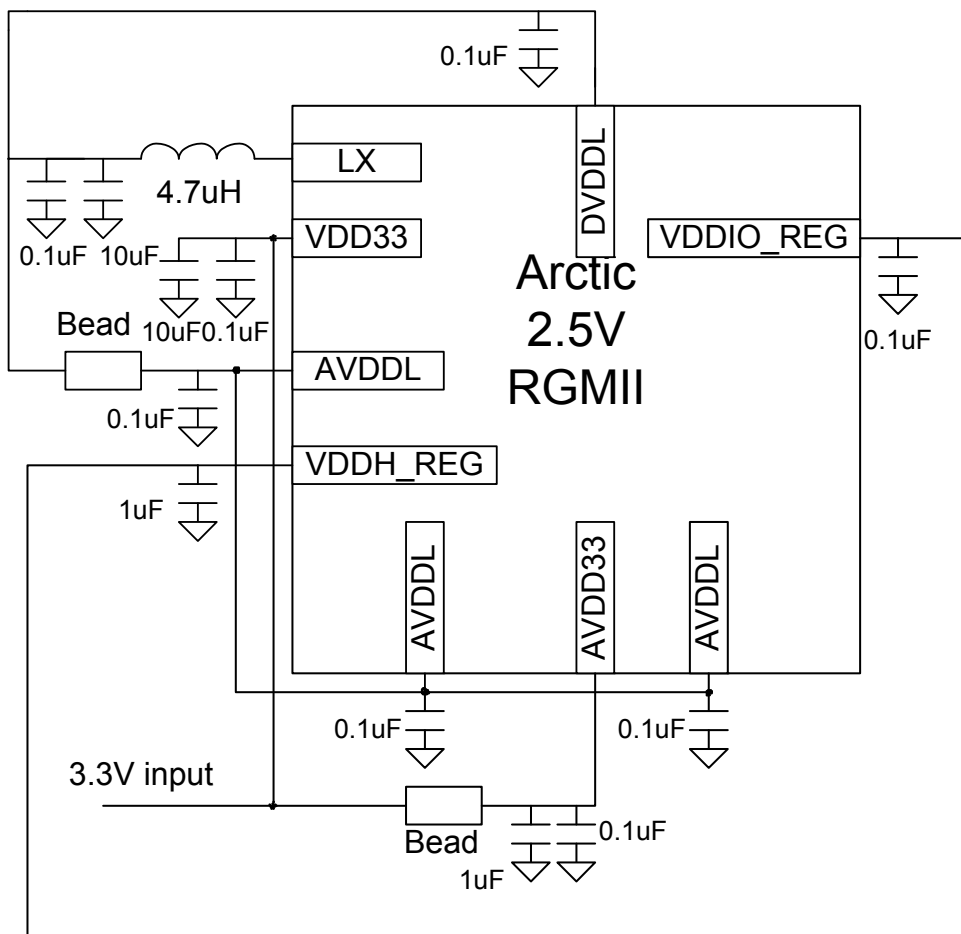 0.1uF
DVDDL
LX
4.7uH
0.1uF
10uF
VDD33
VDDIO_REG
Arctic
2.5V
RGMII
10uF
0.1uF
0.1uF
Bead
AVDDL
0.1uF
VDDH_REG
1uF
AVDDL
AVDD33
AVDDL
0.1uF
0.1uF
3.3V input
Bead
0.1uF
1uF